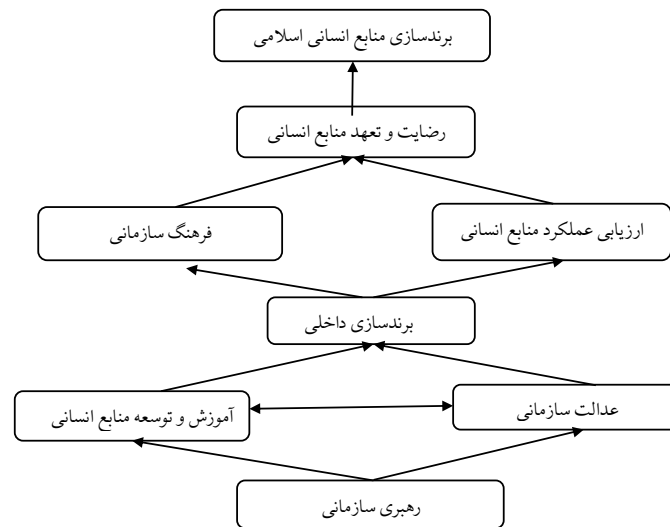 برندسازی منابع انسانی اسلامی
رضایت و تعهد منابع انسانی
ارزیابی عملکرد منابع انسانی
فرهنگ سازمانی
برندسازی داخلی
عدالت سازمانی
آموزش و توسعه منابع انسانی
رهبری سازمانی